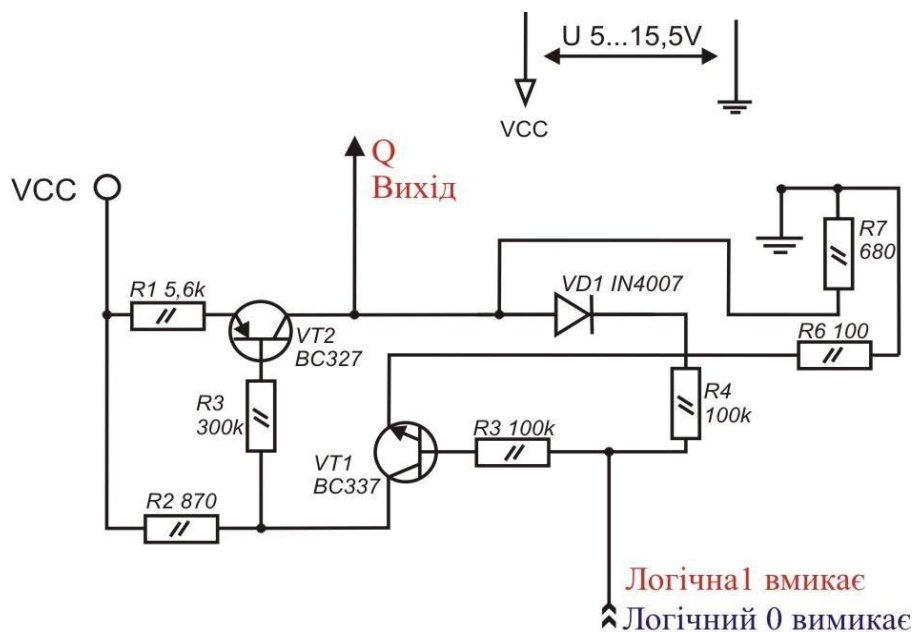 U 5...15,5V
VCC
Q
Вихід
VCC
R7
680
R1 5,6k
VD1 IN4007
VT2
BC327
R6 100
R4
100k
R3
300k
R3 100k
VT1
BC337
R2 870
Логічна1 вмикає
Логічний 0 вимикає